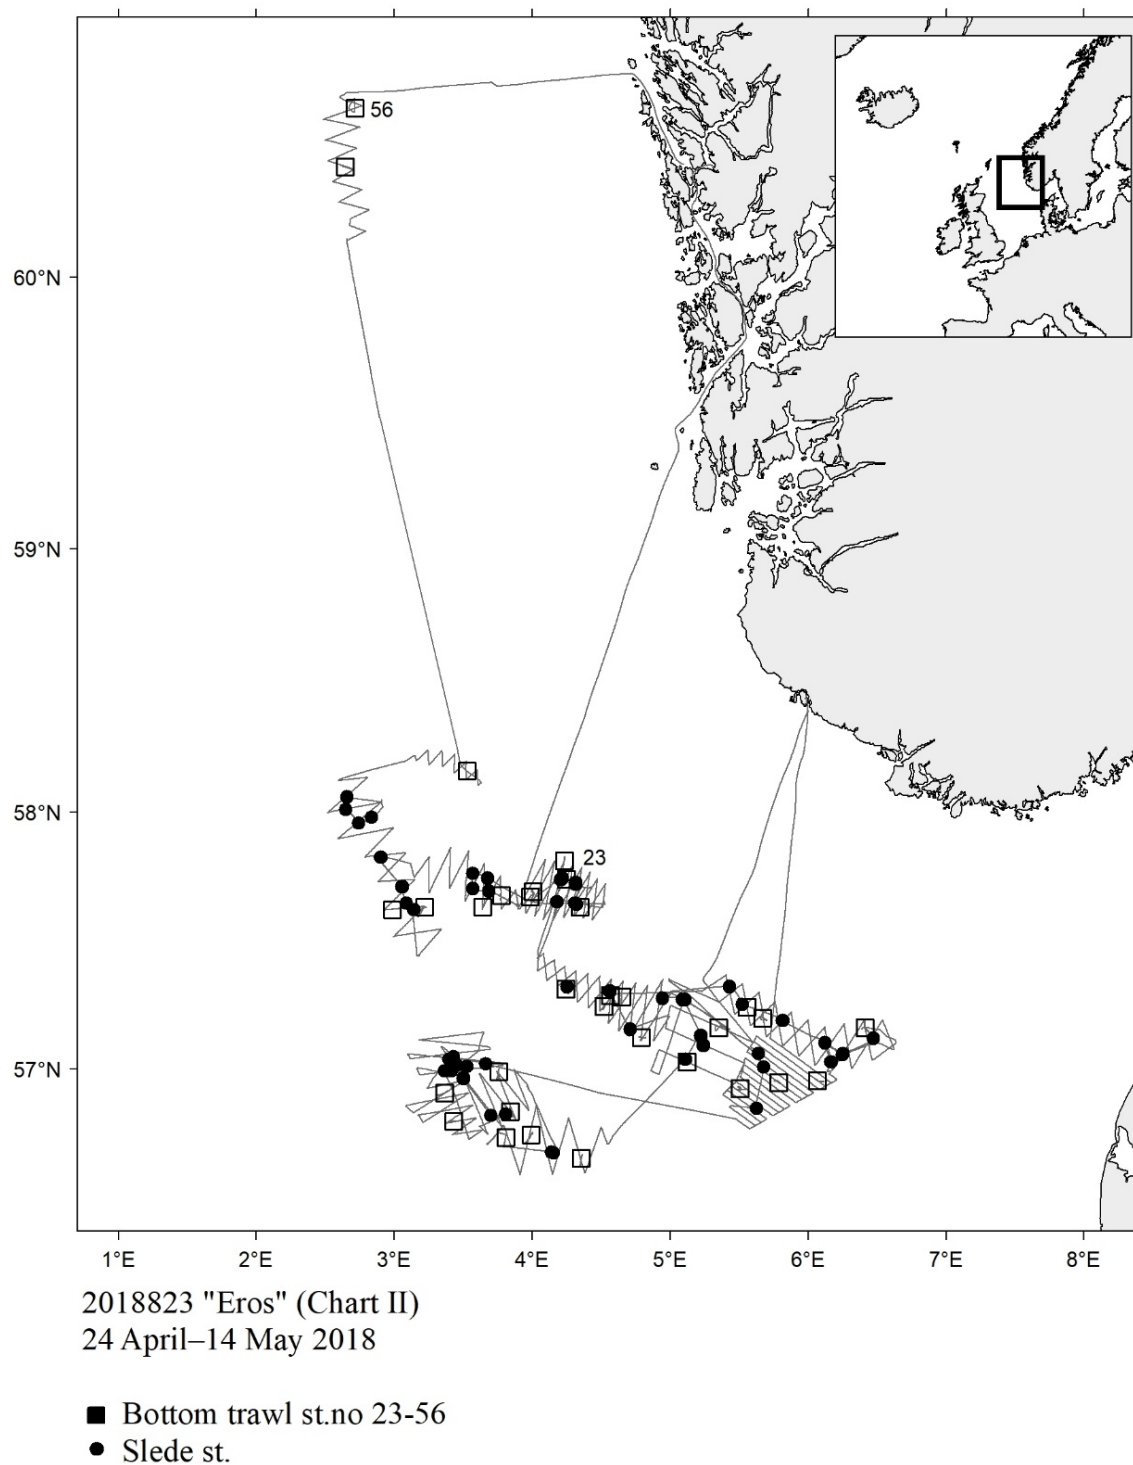 56
60°N
59°N
58°N
23
57°N
1°E 2°E 3°E 4°E 5°E 6°E 7°E 8°E
2018823 "Eros" (Chart II)
24 April–14 May 2018
Bottom trawl st.no 23-56
Slede st.